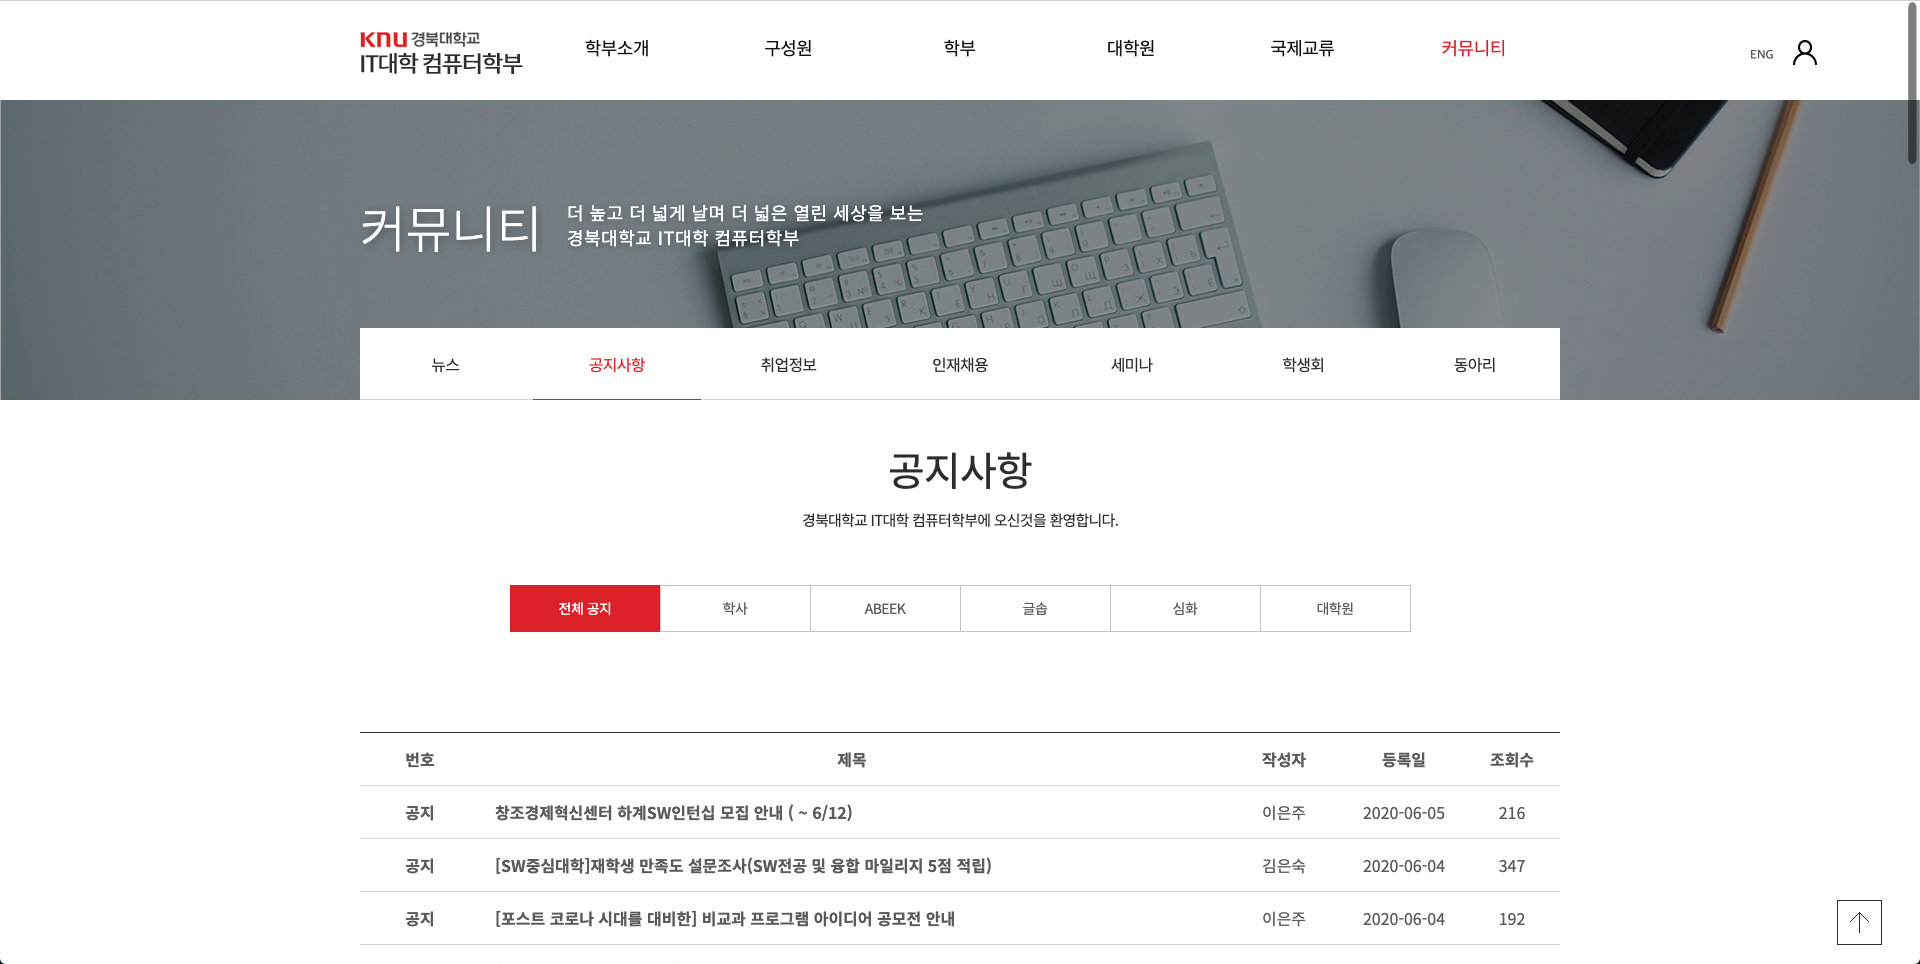 KNU 경북대학교
IT대학 컴퓨터학부
학부소개 구성원 학부 대학원 국제교류 커뮤니티
ENG
커뮤니티
더 높고 더 넓게 날며 더 넓은 열린 세상을 보는
경북대학교 IT대학 컴퓨터학부
뉴스 공지사항 취업정보 인재채용 세미나 학생회 동아리
공지사항
경북대학교 IT대학 컴퓨터학부에 오신것을 환영합니다.
전체 공지 학사 ABEEK 글솝 심화 대학원
번호 제목 작성자 등록일 조회수
공지 창조경제혁신센터 하계SW인턴십 모집 안내 ( ~ 6/12) 이은주 2020-06-05 216
공지 [SW중심대학]재학생 만족도 설문조사(SW전공 및 융합 마일리지 5점 적립) 김은숙 2020-06-04 347
공지 [포스트 코로나 시대를 대비한] 비교과 프로그램 아이디어 공모전 안내 이은주 2020-06-04 192